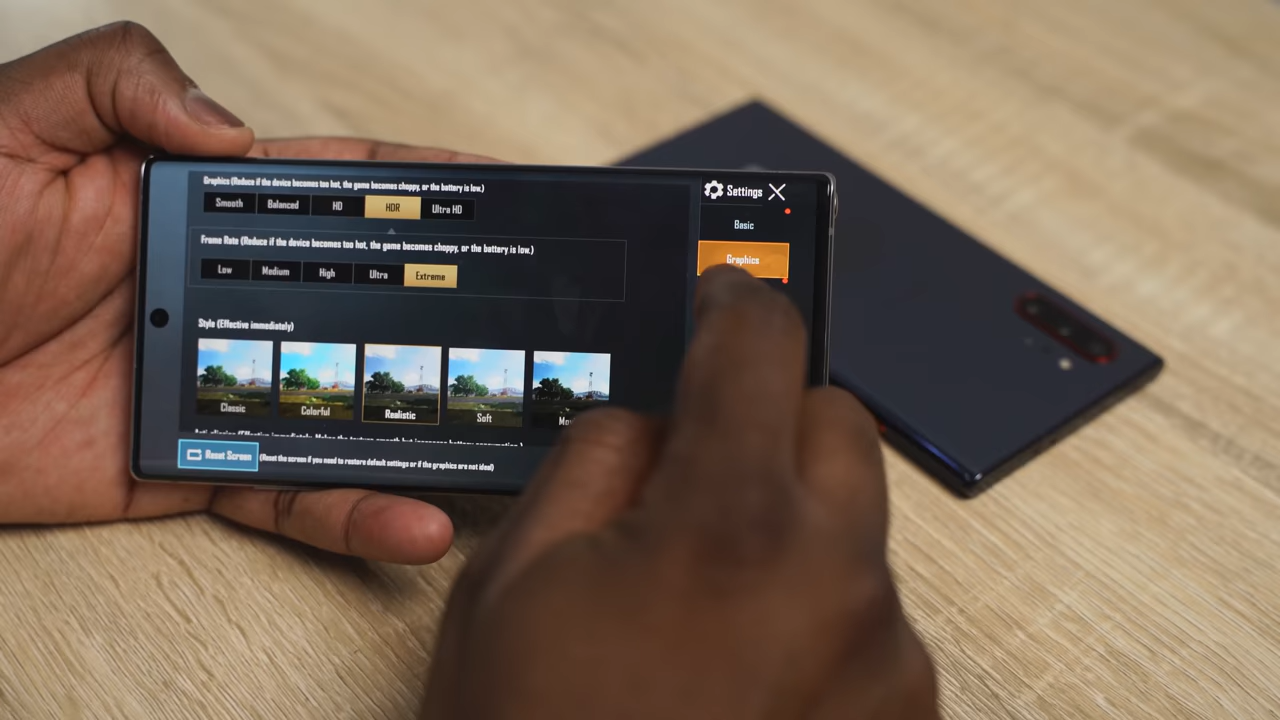 Graphics (Reduce if the device becomes too hot, the game becomes choppy, or the battery is low.)
Smooth Balanced HD HDR Ultra HD
Frame Rate (Reduce if the device becomes too hot, the game becomes choppy, or the battery is low.)
Low Medium High Ultra Extreme
Style (Effective immediately)
Classic Colorful Realistic Soft
Reset Screen (Reset the screen if you need to restore default settings or if the graphics are not ideal)
Settings
Basic
Graphics